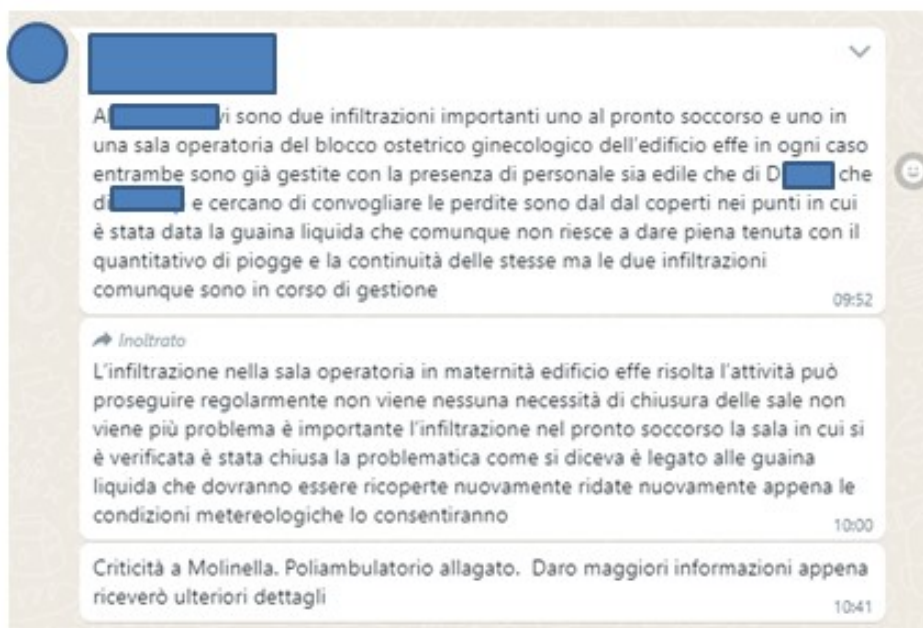 Al vi sono due infiltrazioni importanti uno al pronto soccorso e uno in
una sala operatoria del blocco ostetrico ginecologico dell'edificio effe in ogni caso
entrambe sono già gestite con la presenza di personale sia edile che di D che
di e cercano di convogliare le perdite sono dal dal coperti nei punti in cui
è stata data la guaina liquida che comunque non riesce a dare piena tenuta con il
quantitativo di piogge e la continuità delle stesse ma le due infiltrazioni
comunque sono in corso di gestione
09:52
Inoltrato
L'infiltrazione nella sala operatoria in maternità edificio effe risolta l'attività può
proseguire regolarmente non viene nessuna necessità di chiusura delle sale non
viene più problema è importante l'infiltrazione nel pronto soccorso la sala in cui si
è verificata è stata chiusa la problematica come si diceva è legato alle guaina
liquida che dovranno essere ricoperte nuovamente ridate nuovamente appena le
condizioni metereologiche lo consentiranno
10:00
Criticità a Molinella. Poliambulatorio allagato. Daro maggiori informazioni appena
riceverò ulteriori dettagli
10:41